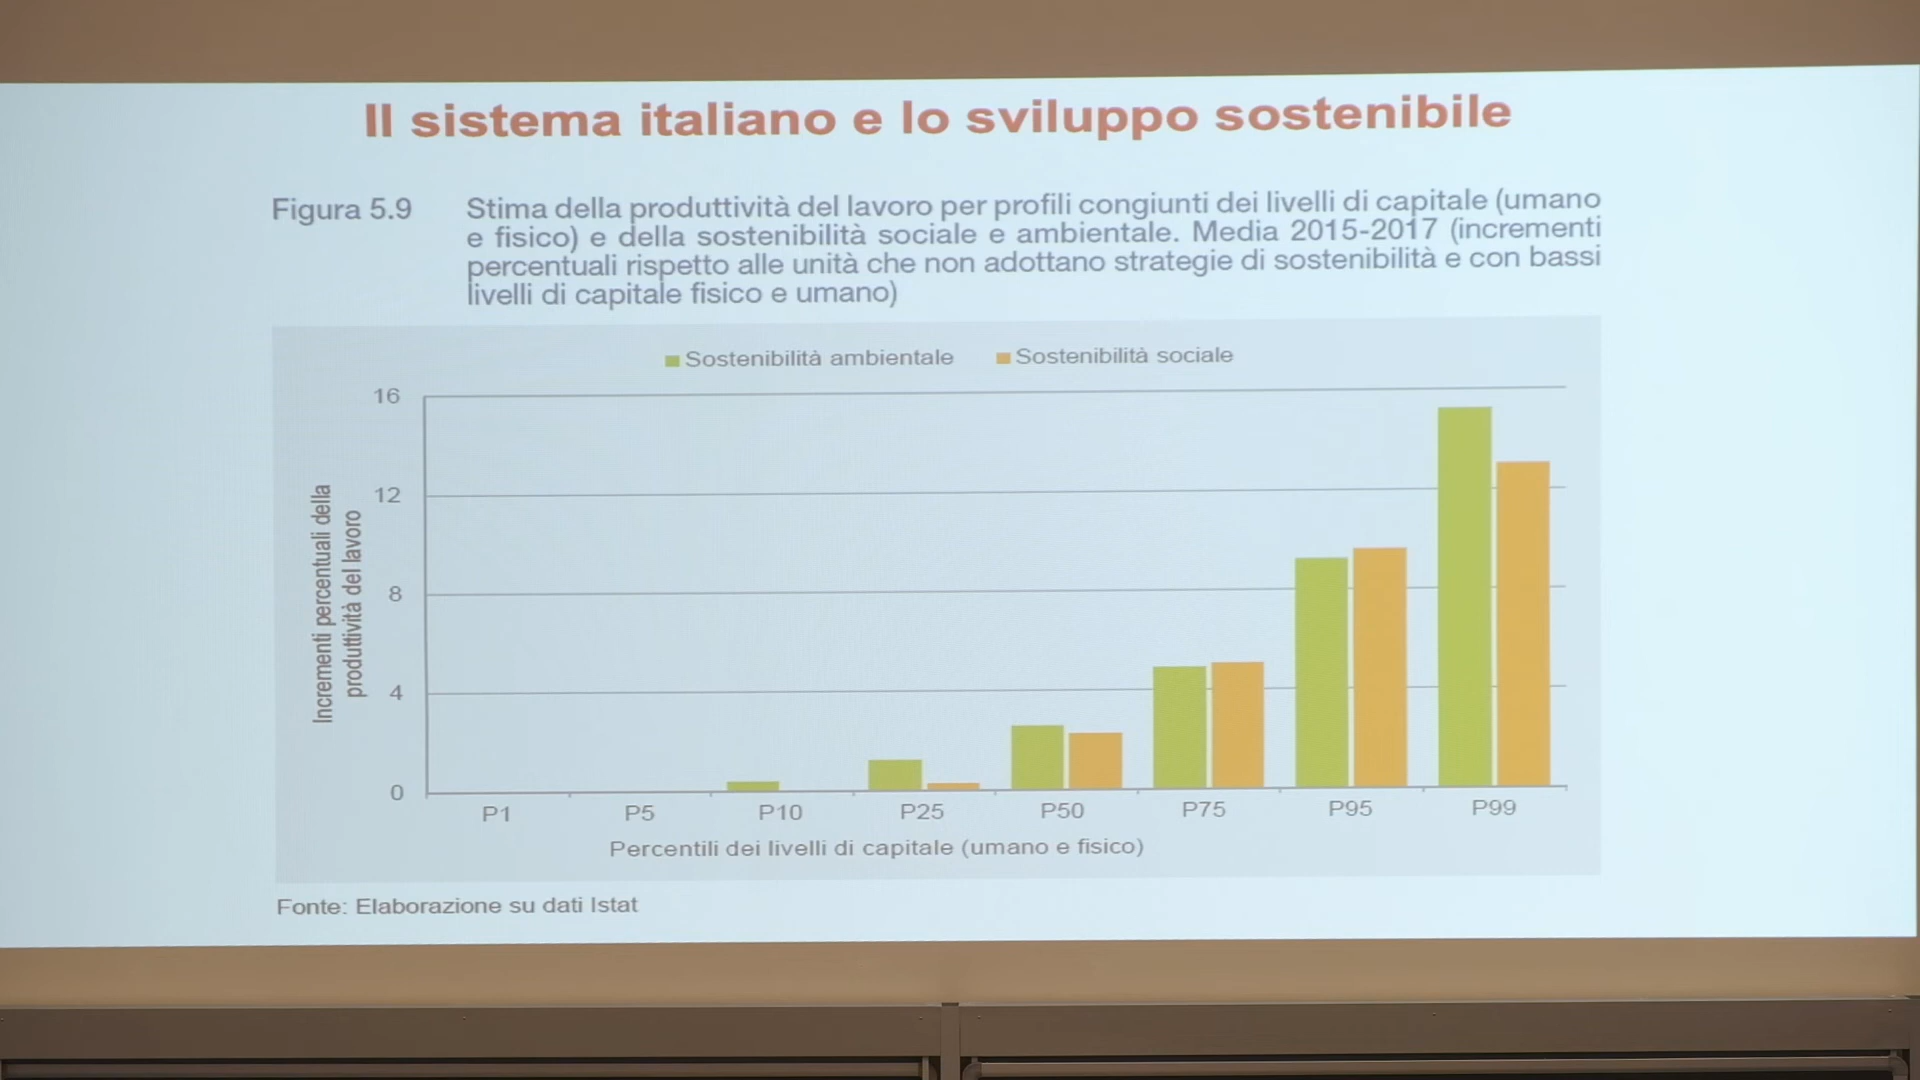 Il sistema italiano e lo sviluppo sostenibile
Figura 5.9
Stima della produttività del lavoro per profili congiunti dei livelli di capitale (umano
e fisico) e della sostenibilità sociale e ambientale. Media 2015-2017 (incrementi
percentuali rispetto alle unità che non adottano strategie di sostenibilità e con bassi
livelli di capitale fisico e umano)
Sostenibilità ambientale
Sostenibilità sociale
Incrementi percentuali della
produttività del lavoro
16
12
8
4
0
P1
P5
P10
P25
P50
P75
P95
P99
Percentili dei livelli di capitale (umano e fisico)
Fonte: Elaborazione su dati Istat